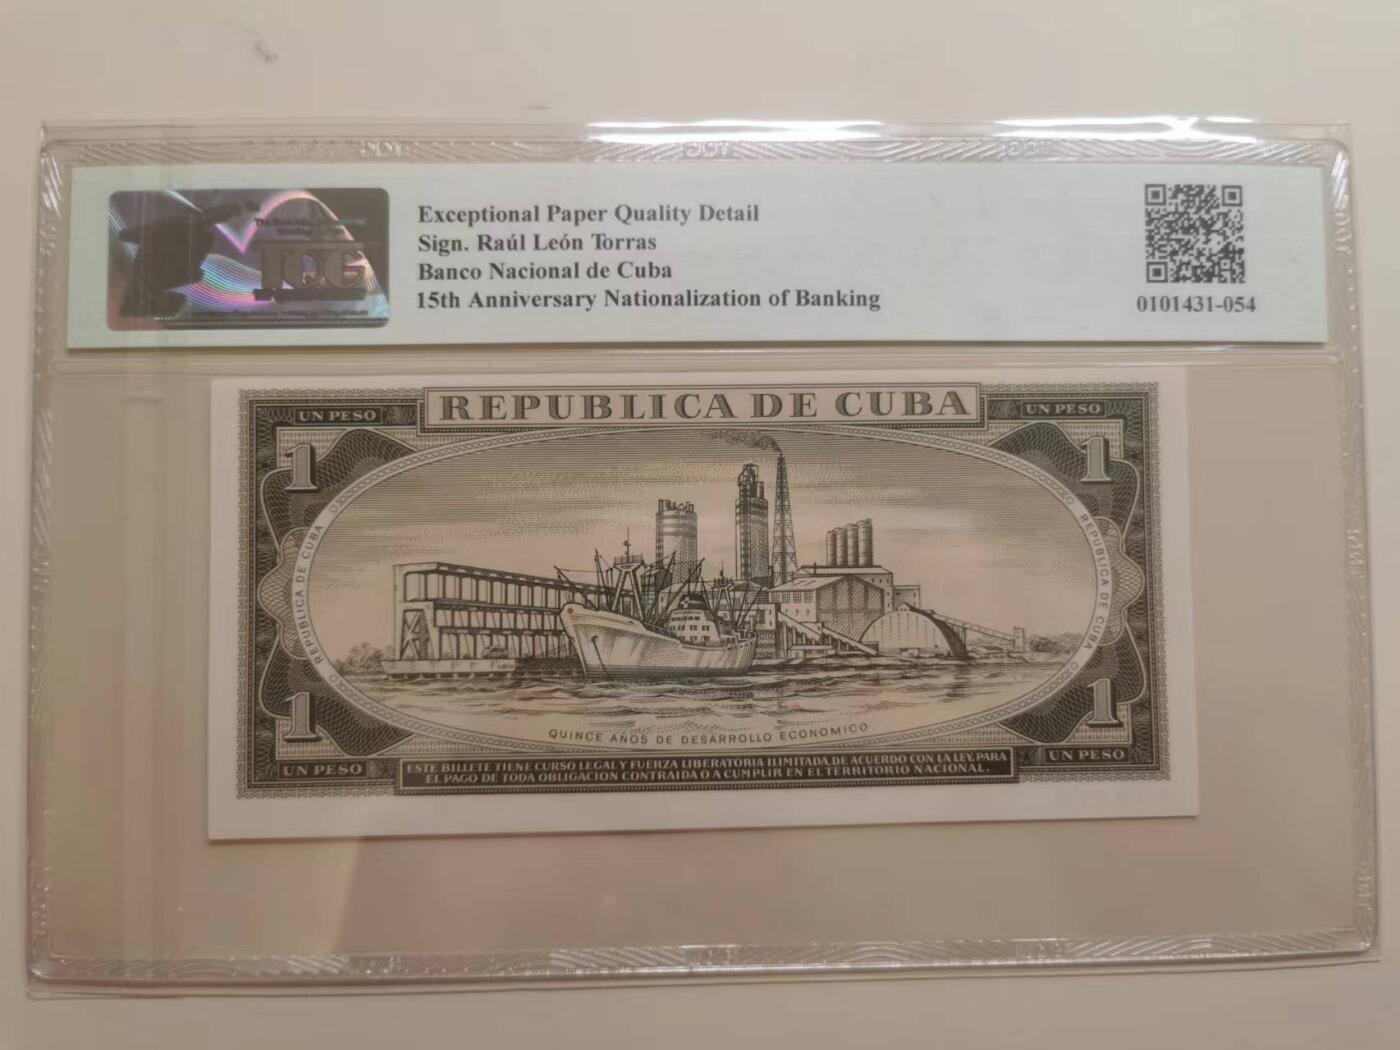 TQG
Exceptional Paper Quality Detail
Sign. Raúl León Torras
Banco Nacional de Cuba
15th Anniversary Nationalization of Banking
0101431-054
UN PESO
REPUBLICA DE CUBA
UN PESO
1
1
REPUBLICA DE CUBA
REPUBLICA DE CUBA
1
1
QUINCE AÑOS DE DESARROLLO ECONOMICO
UN PESO
ESTE BILLETE TIENE CURSO LEGAL Y FUERZA LIBERATORIA ILIMITADA, DE ACUERDO CON LA LEY, PARA
EL PAGO DE TODA OBLIGACION CONTRAIDA O A CUMPLIR EN EL TERRITORIO NACIONAL.
UN PESO